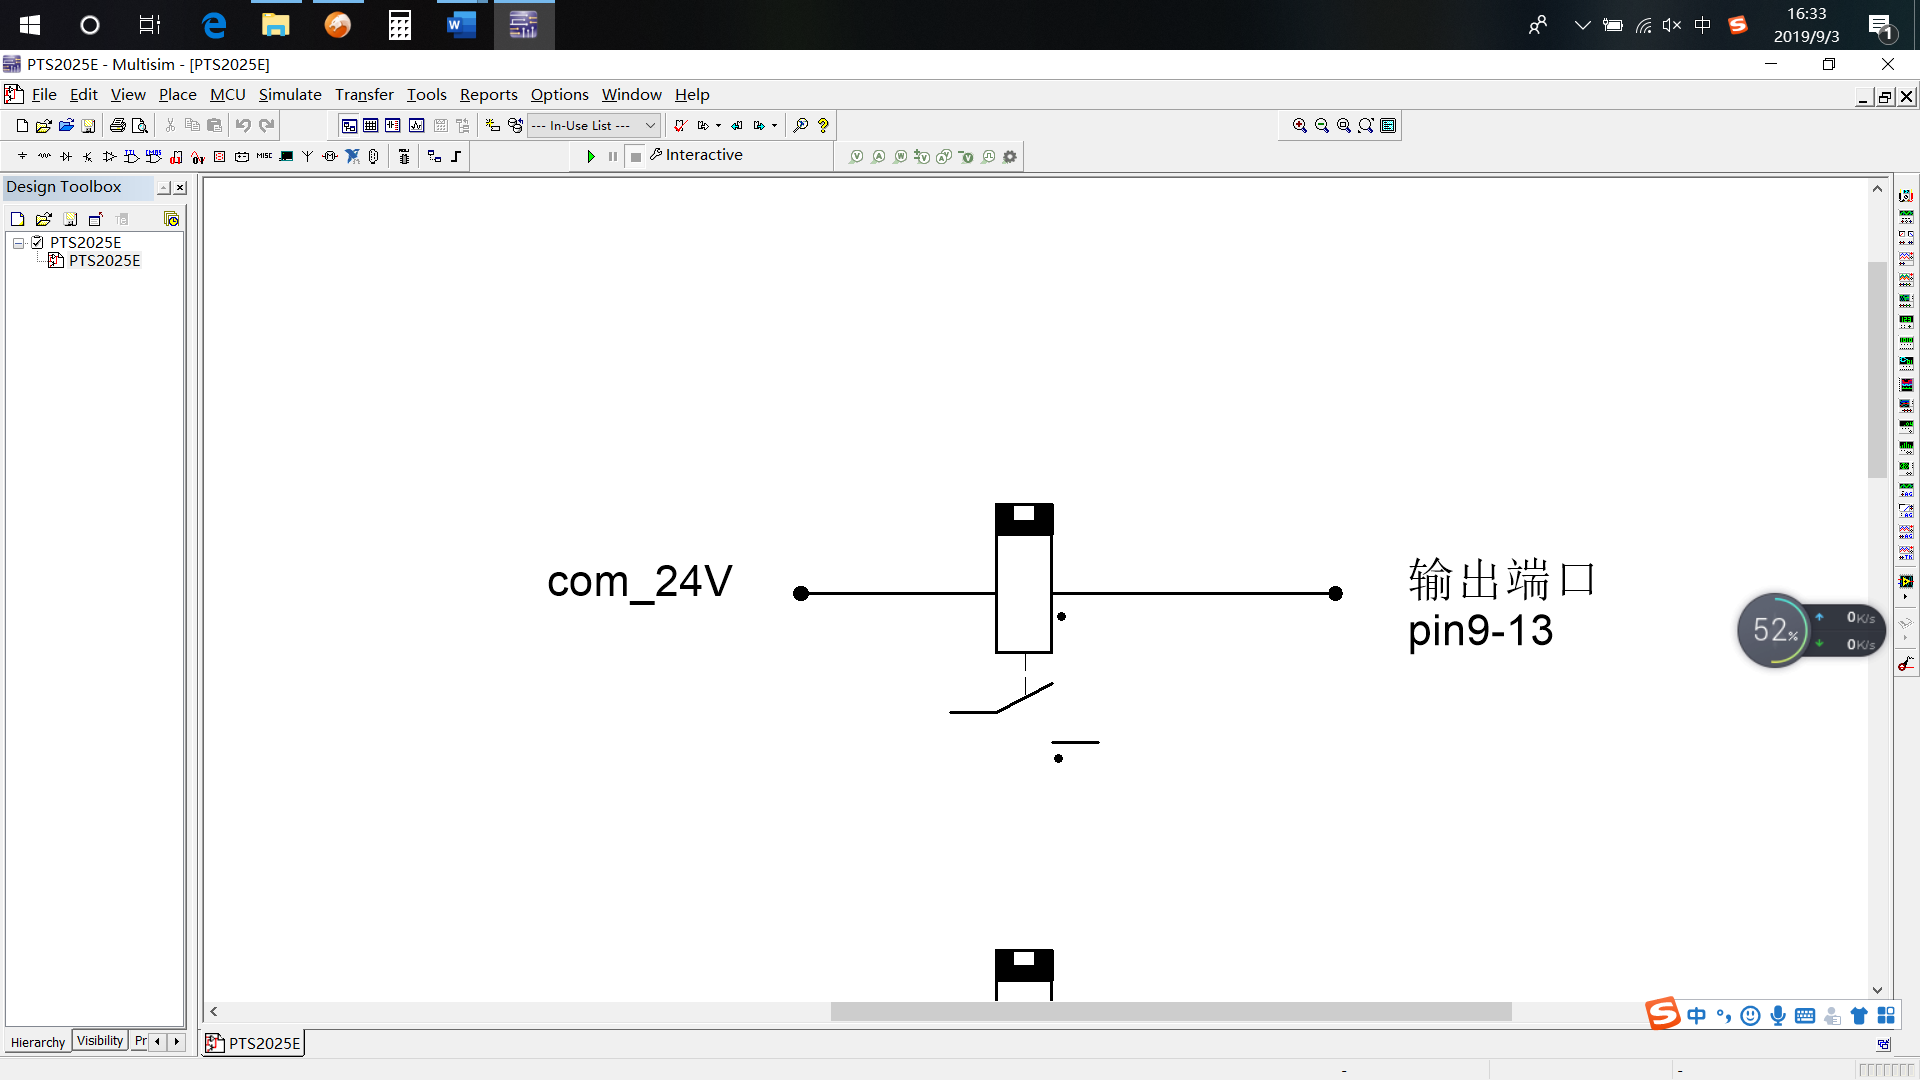 16:33
2019/9/3
1
PTS2025E - Multisim - [PTS2025E]
File Edit View Place MCU Simulate Transfer Tools Reports Options Window Help
--- In-Use List ---
Interactive
Design Toolbox
PTS2025E
PTS2025E
com_24V
输出端口
pin9-13
52%
0K/s
0K/s
中
Hierarchy Visibility Pr
PTS2025E